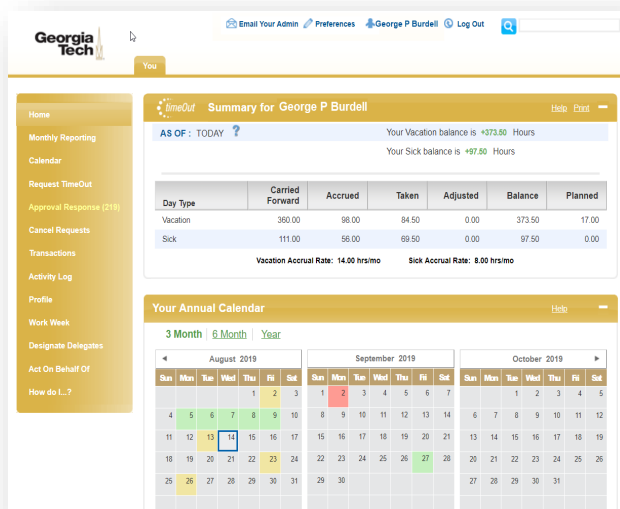 Email Your Admin Preferences George P Burdell Log Out
Georgia
Tech
You
Home
Monthly Reporting
Calendar
Request TimeOut
Approval Response (219)
Cancel Requests
Transactions
Activity Log
Profile
Work Week
Designate Delegates
Act On Behalf Of
How do I...?
timeOut Summary for George P Burdell Help Print
AS OF : TODAY ? Your Vacation balance is +373.50 Hours
Your Sick balance is +97.50 Hours
Day Type Carried Forward Accrued Taken Adjusted Balance Planned
Vacation 360.00 98.00 84.50 0.00 373.50 17.00
Sick 111.00 56.00 69.50 0.00 97.50 0.00
Vacation Accrual Rate: 14.00 hrs/mo Sick Accrual Rate: 8.00 hrs/mo
Your Annual Calendar Help
3 Month | 6 Month | Year
August 2019
Sun Mon Tue Wed Thu Fri Sat
1 2 3
4 5 6 7 8 9 10
11 12 13 14 15 16 17
18 19 20 21 22 23 24
25 26 27 28 29 30 31
September 2019
Sun Mon Tue Wed Thu Fri Sat
1 2 3 4 5 6 7
8 9 10 11 12 13 14
15 16 17 18 19 20 21
22 23 24 25 26 27 28
29 30
October 2019
Sun Mon Tue Wed Thu Fri Sat
1 2 3 4 5
6 7 8 9 10 11 12
13 14 15 16 17 18 19
20 21 22 23 24 25 26
27 28 29 30 31